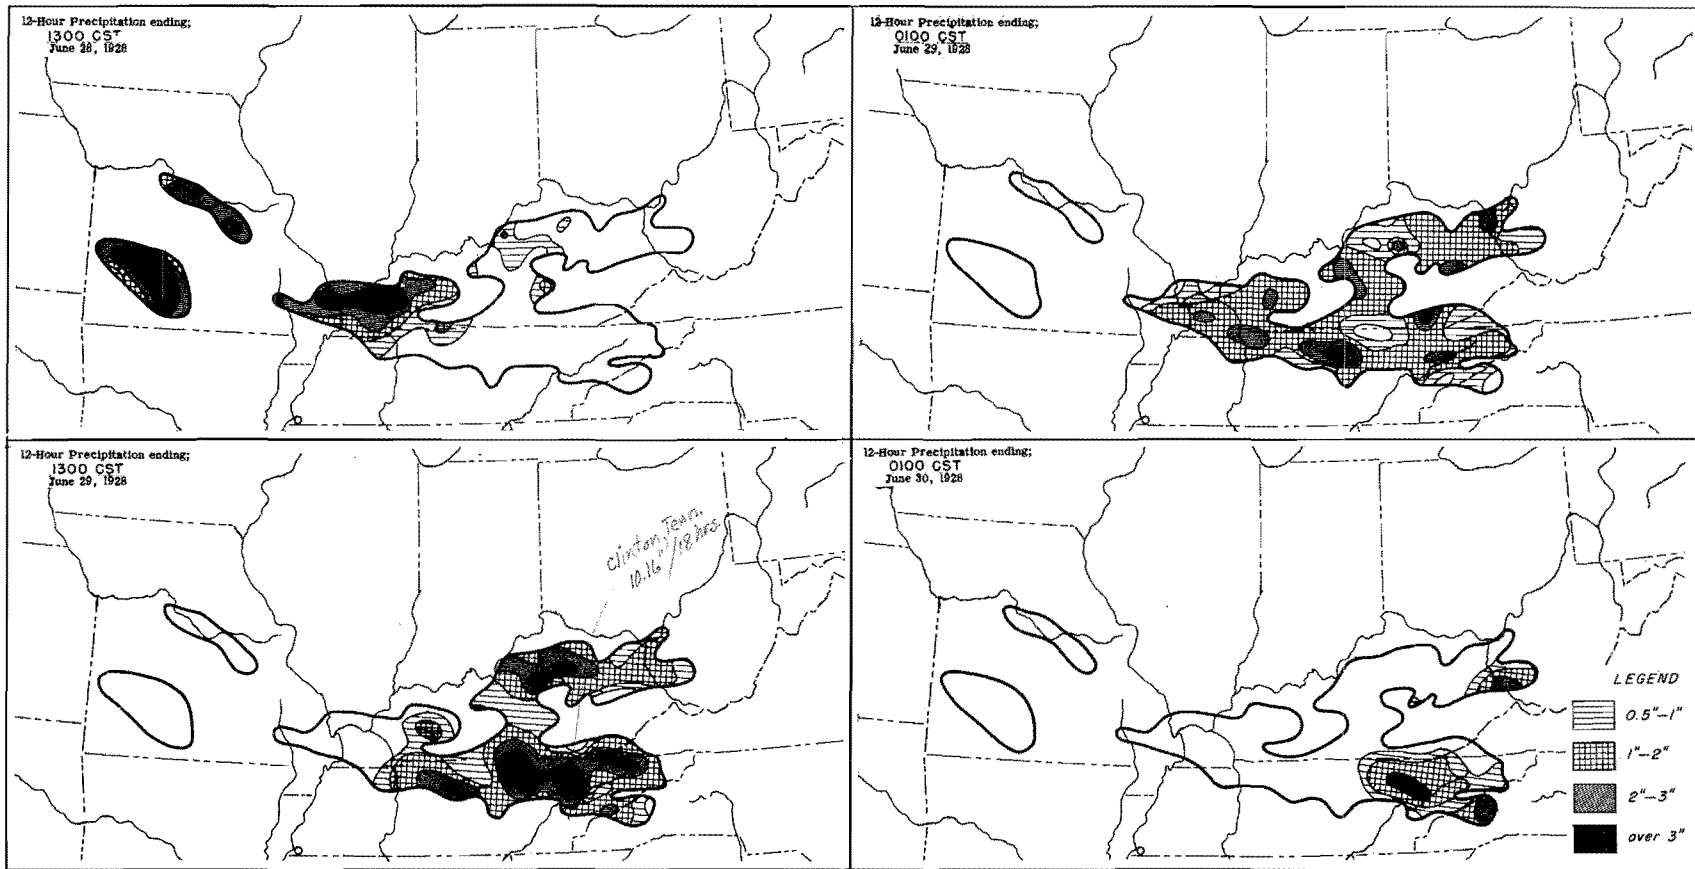 12-Hour Precipitation ending;
1300 CST
June 28, 1928
12-Hour Precipitation ending;
0100 CST
June 29, 1928
12-Hour Precipitation ending;
1300 CST
June 29, 1928
Clinton, Tenn.
10.16" / 18 hrs.
12-Hour Precipitation ending;
0100 CST
June 30, 1928
LEGEND
0.5"-1"
1"-2"
2"-3"
over 3"